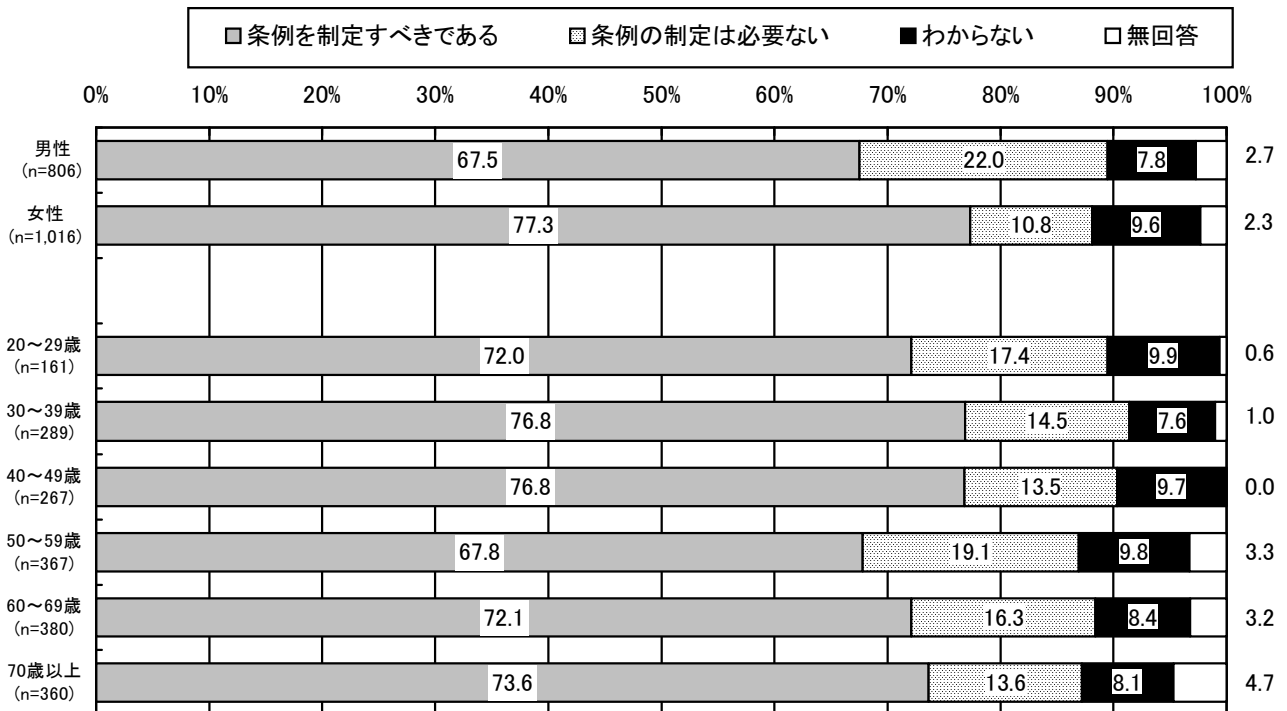 条例を制定すべきである 条例の制定は必要ない わからない 無回答
0% 10% 20% 30% 40% 50% 60% 70% 80% 90% 100%
男性
(n=806)
67.5 22.0 7.8 2.7
女性
(n=1,016)
77.3 10.8 9.6 2.3
20～29歳
(n=161)
72.0 17.4 9.9 0.6
30～39歳
(n=289)
76.8 14.5 7.6 1.0
40～49歳
(n=267)
76.8 13.5 9.7 0.0
50～59歳
(n=367)
67.8 19.1 9.8 3.3
60～69歳
(n=380)
72.1 16.3 8.4 3.2
70歳以上
(n=360)
73.6 13.6 8.1 4.7